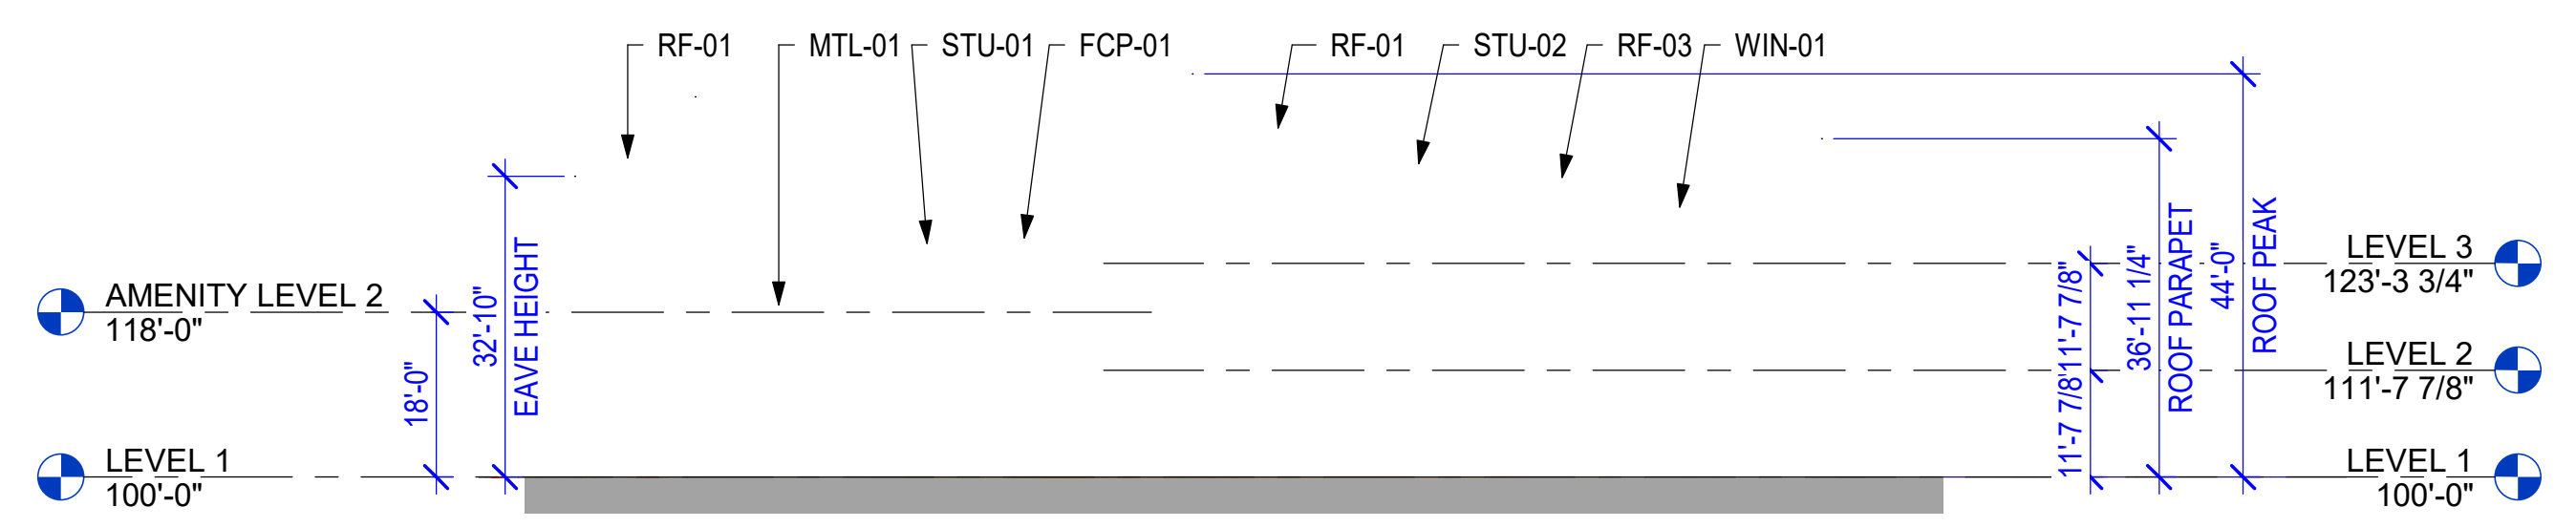 RF-01
MTL-01
STU-01
FCP-01
RF-01
STU-02
RF-03
WIN-01
AMENITY LEVEL 2
118'-0"
LEVEL 1
100'-0"
18'-0"
32'-10"
EAVE HEIGHT
11'-7 7/8"
11'-7 7/8"
36'-11 1/4"
ROOF PARAPET
44'-0"
ROOF PEAK
LEVEL 3
123'-3 3/4"
LEVEL 2
111'-7 7/8"
LEVEL 1
100'-0"